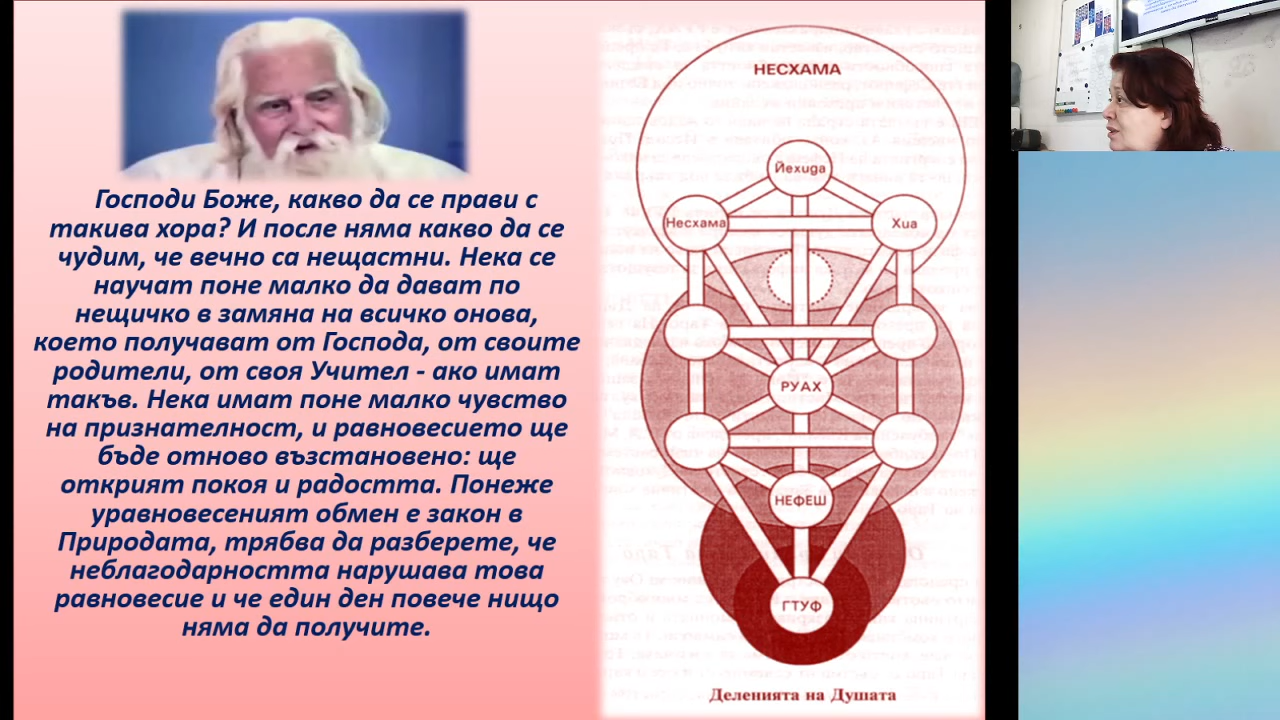 Господи Боже, какво да се прави с
такива хора? И после няма какво да се
чудим, че вечно са нещастни. Нека се
научат поне малко да дават по
нещичко в замяна на всичко онова,
което получават от Господа, от своите
родители, от своя Учител - ако имат
такъв. Нека имат поне малко чувство
на признателност, и равновесието ще
бъде отново възстановено: ще
открият покоя и радостта. Понеже
уравновесеният обмен е закон в
Природата, трябва да разберете, че
неблагодарността нарушава това
равновесие и че един ден повече нищо
няма да получите.
НЕСХАМА
Йехида
Несхама
Хиа
РУАХ
НЕФЕШ
ГТУФ
Деленията на Душата